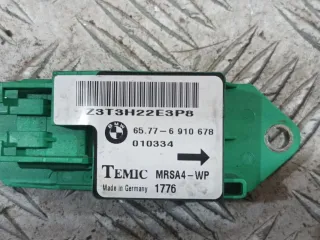 Z3T3H22E3P8
65.77-6 910 678
010334
TEMIC MRSA4-WP
Made in Germany 1776